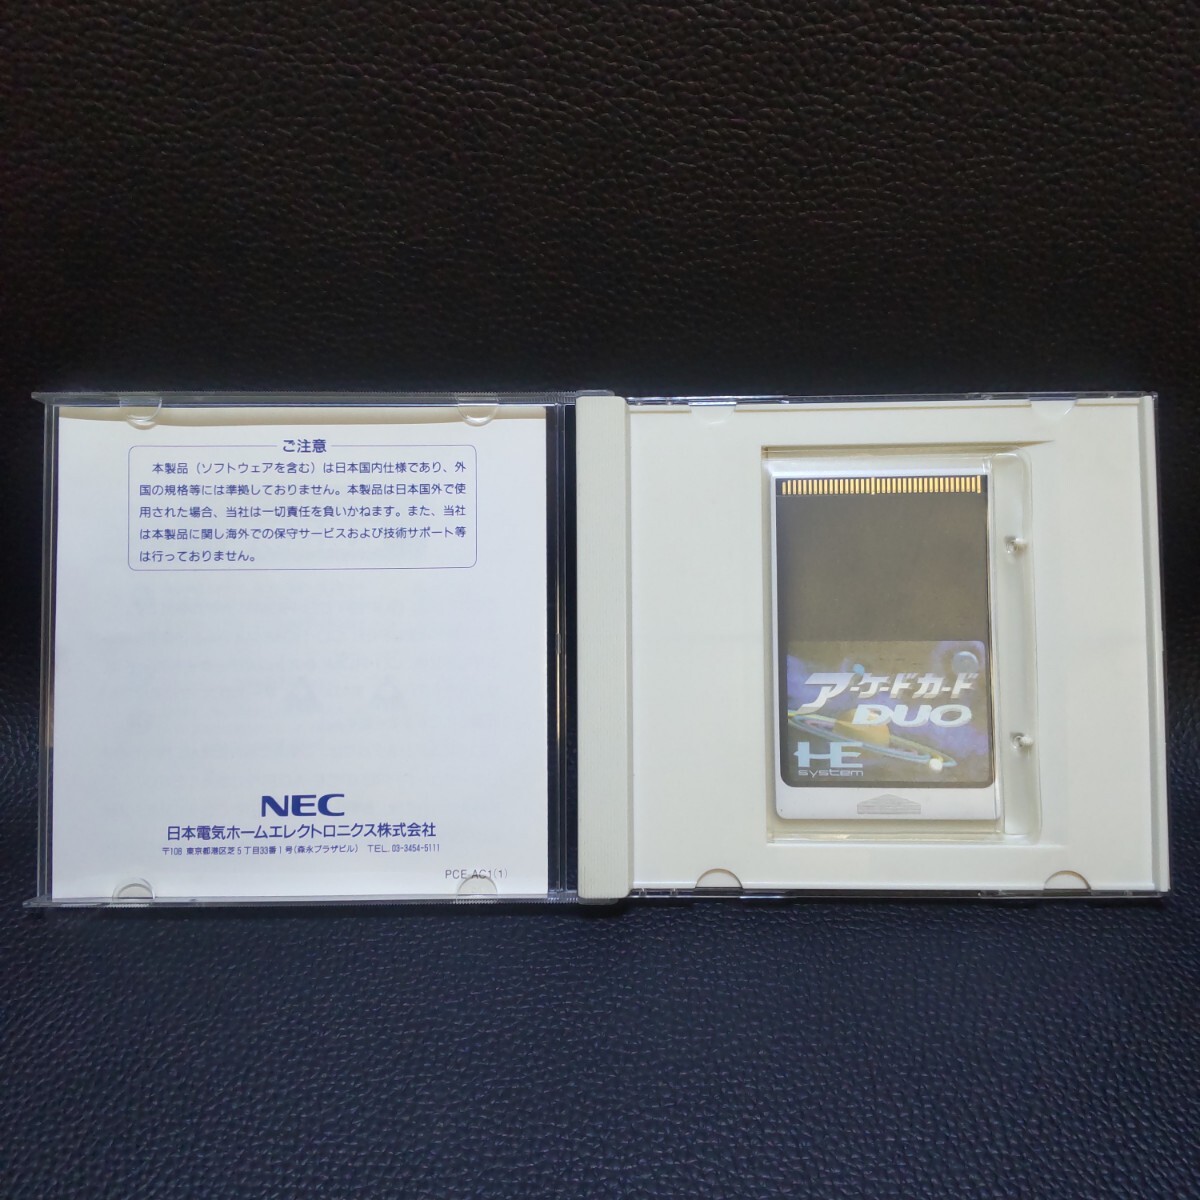 ご注意
本製品（ソフトウェアを含む）は日本国内仕様であり、外
国の規格等には準拠しておりません。本製品は日本国外で使
用された場合、当社は一切責任を負いかねます。また、当社
は本製品に関し海外での保守サービスおよび技術サポート等
は行っておりません。
NEC
日本電気ホームエレクトロニクス株式会社
〒108 東京都港区芝5丁目33番1号(森永プラザビル) TEL. 03-3454-5111
PCE AC1(1)
アーケードカード
DUO
HE
system